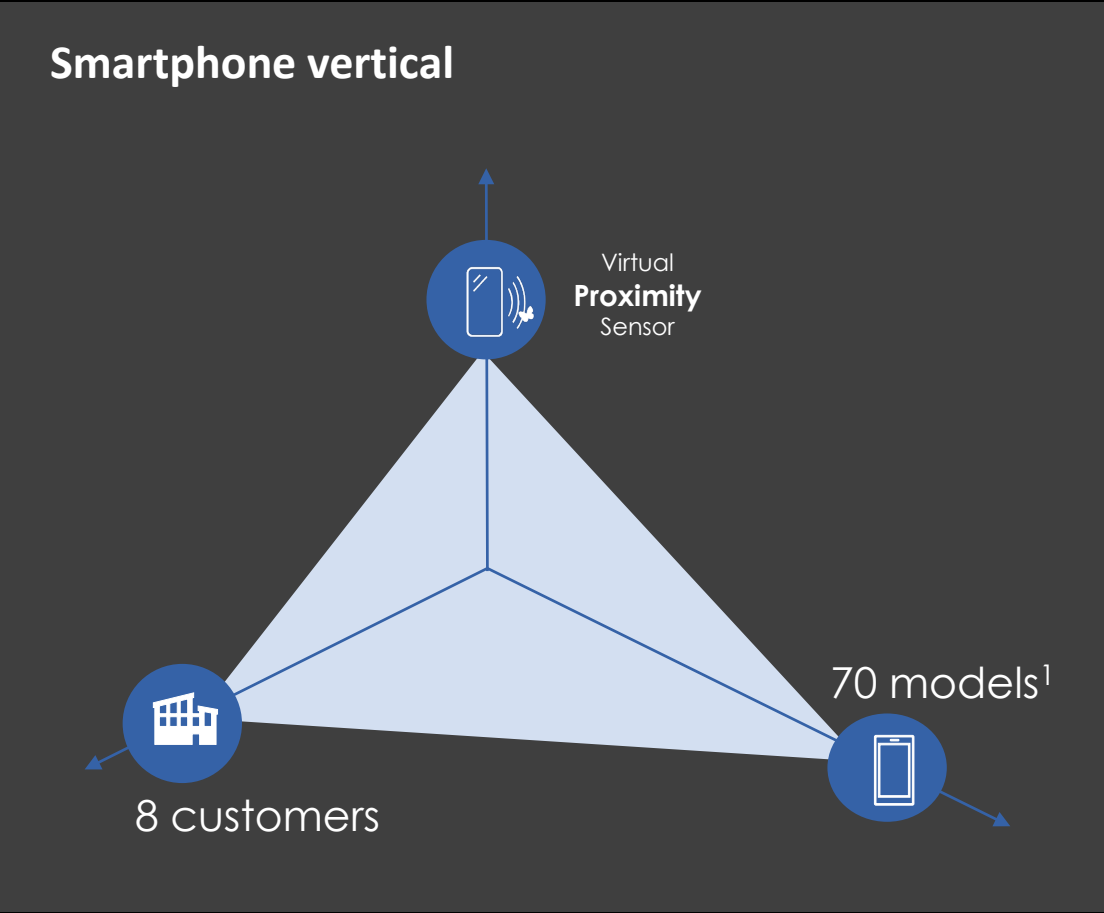 Smartphone vertical
Virtual
Proximity
Sensor
70 models¹
8 customers